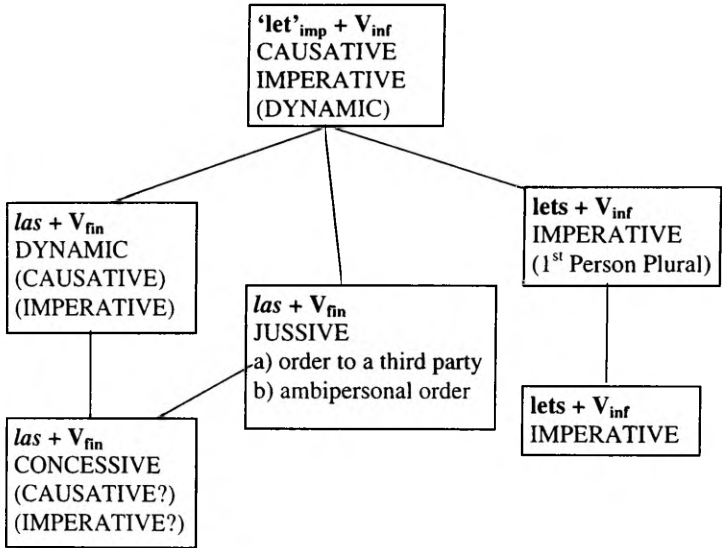 ‘let’imp + Vinf
CAUSATIVE
IMPERATIVE
(DYNAMIC)
las + Vfin
DYNAMIC
(CAUSATIVE)
(IMPERATIVE)
las + Vfin
JUSSIVE
a) order to a third party
b) ambipersonal order
lets + Vinf
IMPERATIVE
(1st Person Plural)
las + Vfin
CONCESSIVE
(CAUSATIVE?)
(IMPERATIVE?)
lets + Vinf
IMPERATIVE